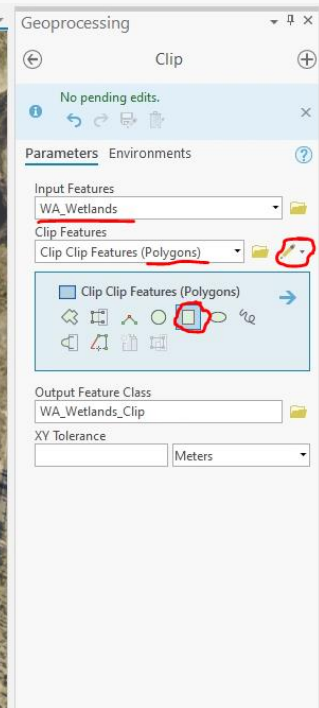 Geoprocessing
Clip
No pending edits.
Parameters Environments
Input Features
WA_Wetlands
Clip Features
Clip Clip Features (Polygons)
Clip Clip Features (Polygons)
Output Feature Class
WA_Wetlands_Clip
XY Tolerance
Meters